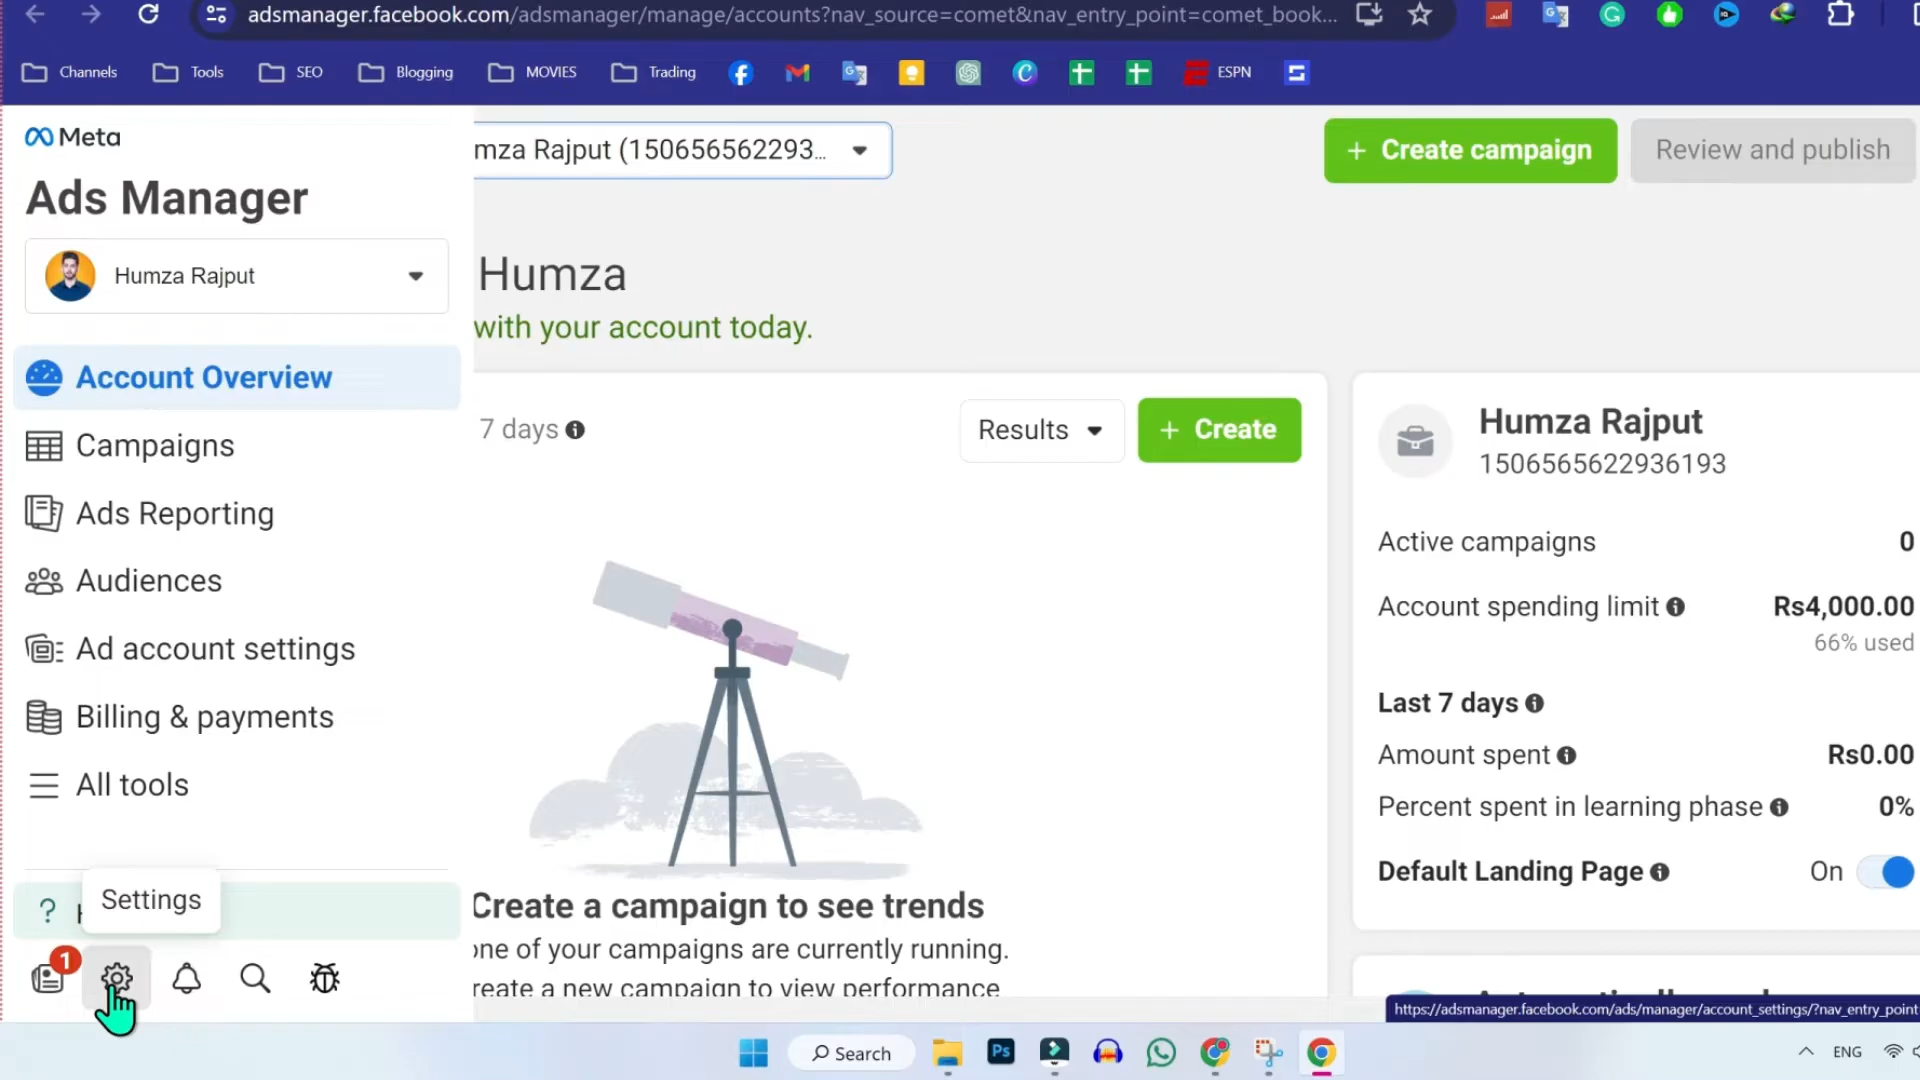 adsmanager.facebook.com/adsmanager/manage/accounts?nav_source=comet&nav_entry_point=comet_book...
Channels
Tools
SEO
Blogging
MOVIES
Trading
ESPN
Meta
Ads Manager
Humza Rajput
Account Overview
Campaigns
Ads Reporting
Audiences
Ad account settings
Billing & payments
All tools
Settings
?
1
mza Rajput (150656562293...
+ Create campaign
Review and publish
Humza
with your account today.
7 days
Results
+ Create
Create a campaign to see trends
one of your campaigns are currently running.
reate a new campaign to view performance
Humza Rajput
1506565622936193
Active campaigns 0
Account spending limit Rs4,000.00
66% used
Last 7 days
Amount spent Rs0.00
Percent spent in learning phase 0%
Default Landing Page On
https://adsmanager.facebook.com/ads/manager/account_settings/?nav_entry_point
Search
Ps
ENG